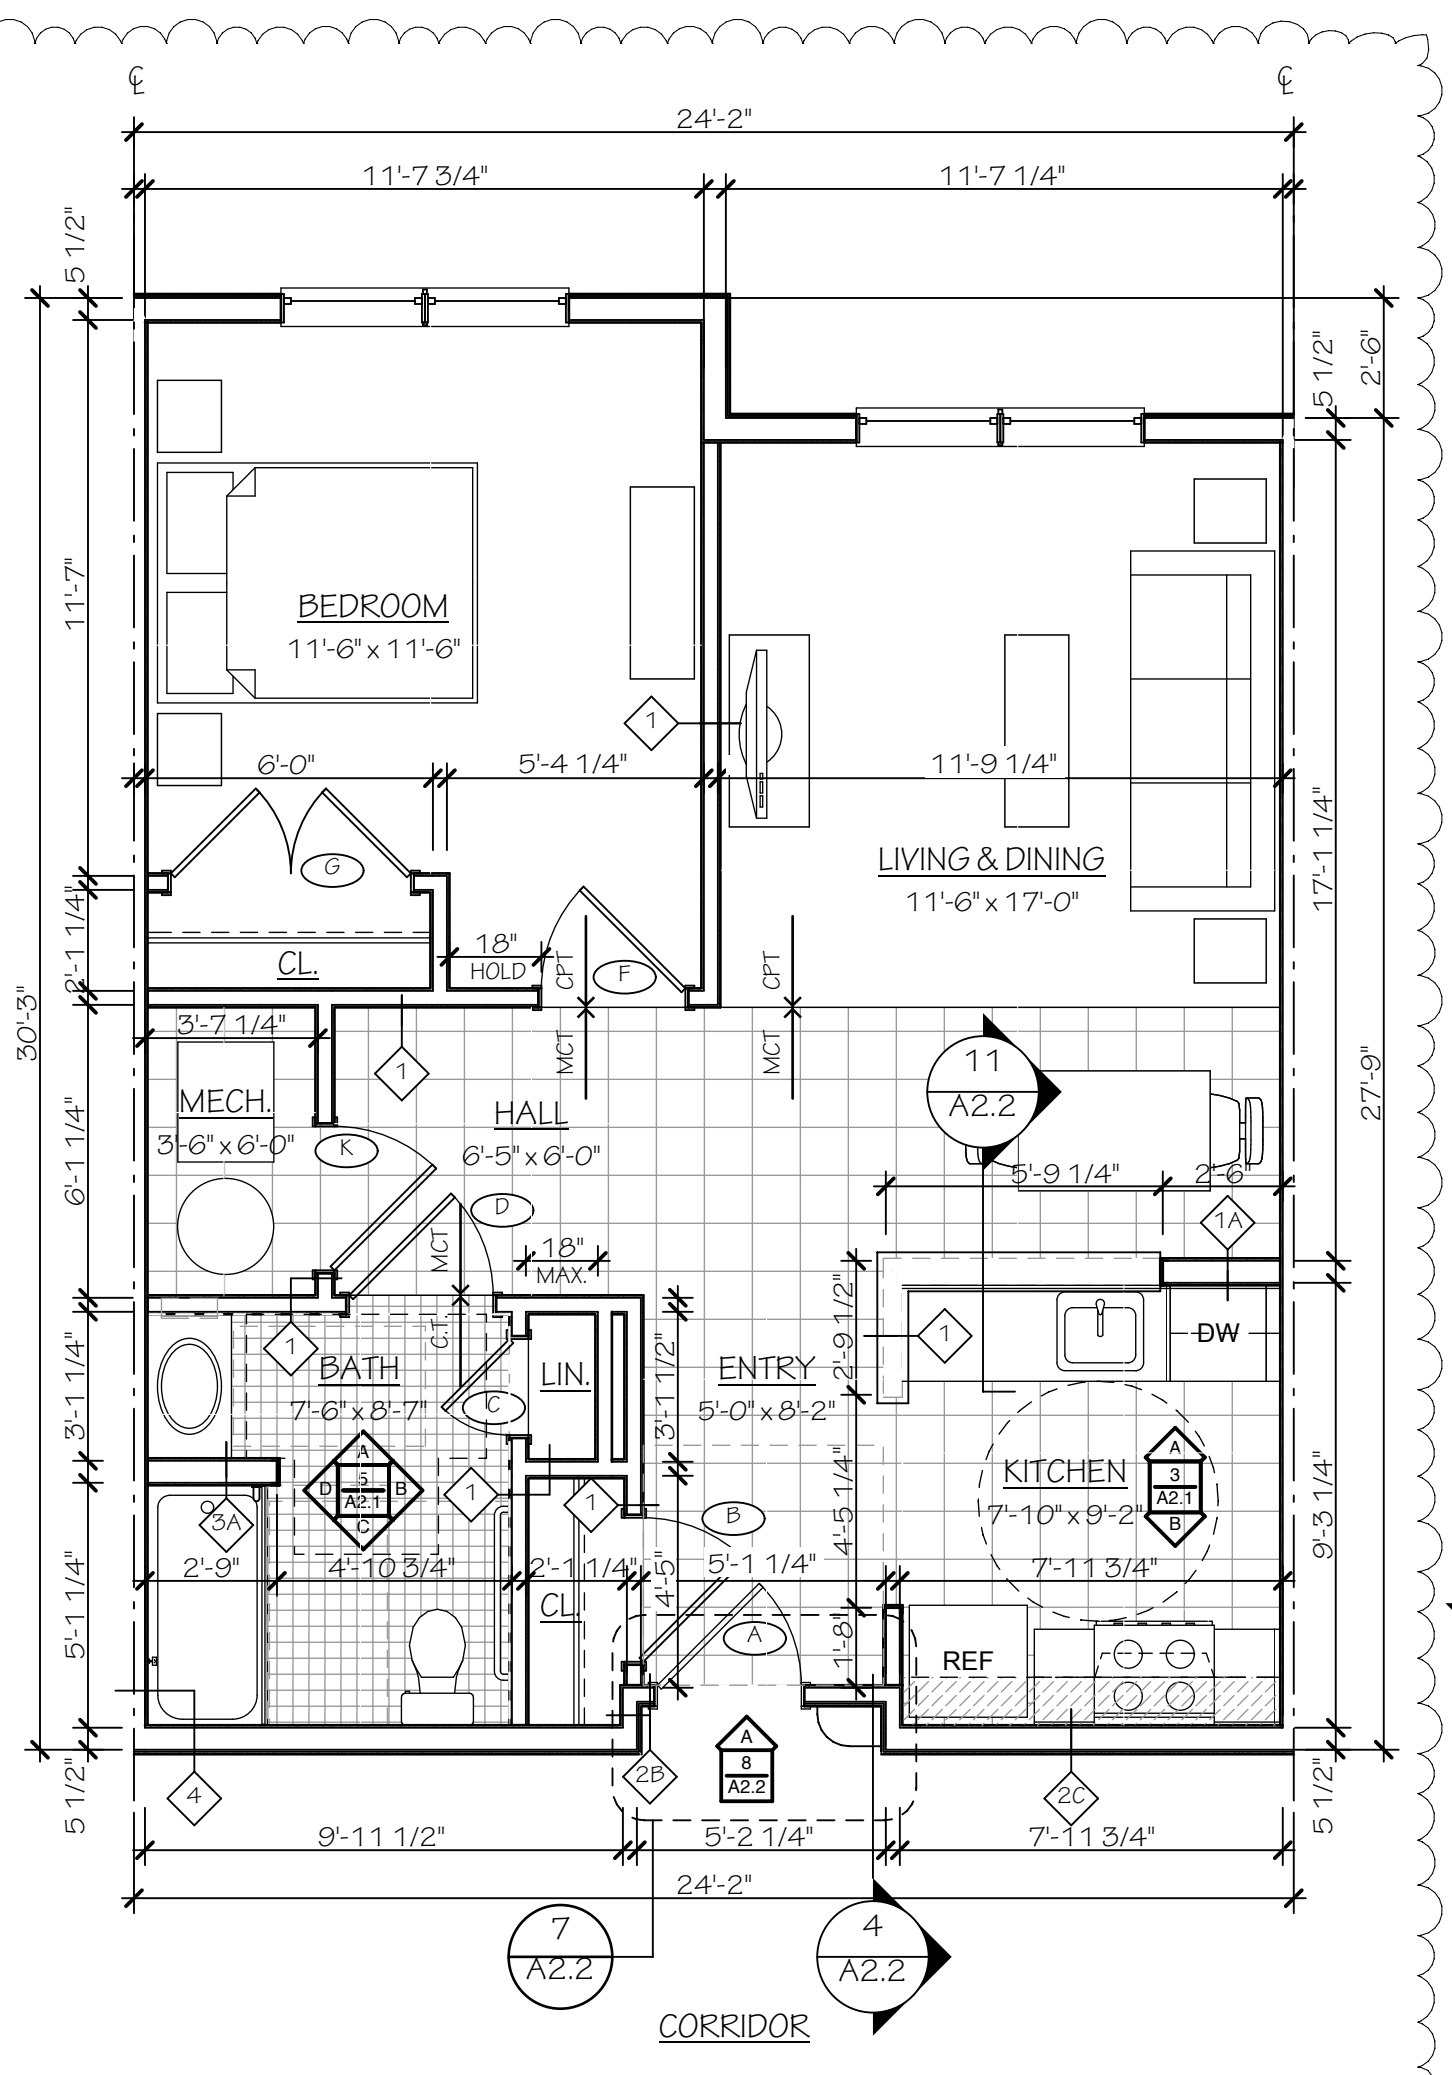 ℄ ℄
24'-2"
11'-7 3/4" 11'-7 1/4"
5 1/2"
5 1/2"
2'-6"
11'-7"
BEDROOM
11'-6" x 11'-6"
1
6'-0" 5'-4 1/4" 11'-9 1/4"
17'-1 1/4"
G
LIVING & DINING
11'-6" x 17'-0"
2'-1 1/4"
CL.
18"
HOLD
CPT
F
CPT
30'-3"
3'-7 1/4"
1
MCT
MCT
11
A2.2
27'-9"
MECH.
3'-6" x 6'-0"
K
HALL
6'-5" x 6'-0"
6'-1 1/4"
5'-9 1/4" 2'-6"
D
1A
MCT
18"
MAX.
C.T.
1
BATH
7'-6" x 8'-7"
C
LIN.
3'-1 1/4"
3'-1 1/2"
ENTRY
5'-0" x 8'-2"
2'-9 1/2"
1
DW
A
D
5
A2.1
B
C
1
1
B
KITCHEN
7'-10" x 9'-2"
A
3
A2.1
B
3A
4'-5 1/4"
9'-3 1/4"
2'-9" 4'-10 3/4" 2'-1 1/4" 5'-1 1/4" 7'-11 3/4"
4'-5"
5'-1 1/4"
CL.
A
1'-8"
REF
4
2B
A
8
A2.2
2C
5 1/2"
5 1/2"
9'-11 1/2" 5'-2 1/4" 7'-11 3/4"
24'-2"
7
A2.2
4
A2.2
CORRIDOR